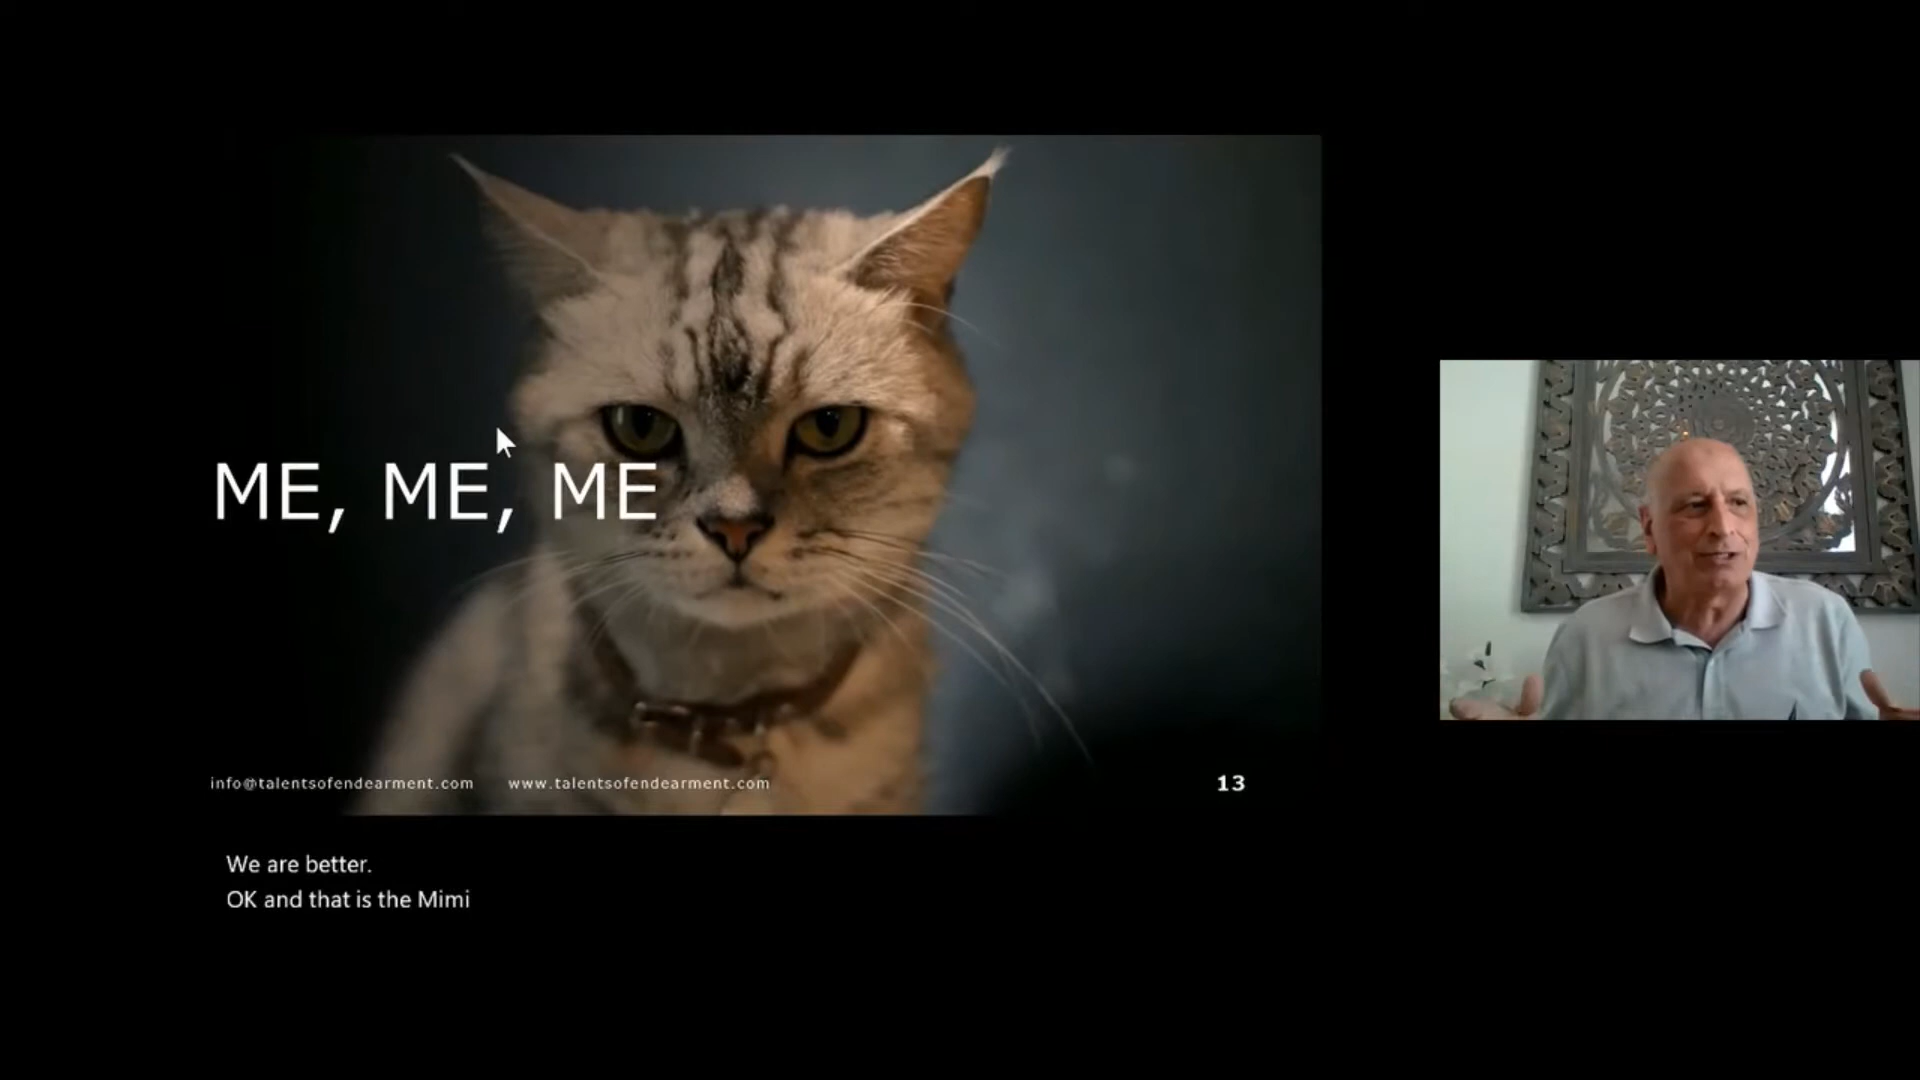 ME, ME, ME
info@talentsofendearment.com www.talentsofendearment.com 13
We are better.
OK and that is the Mimi